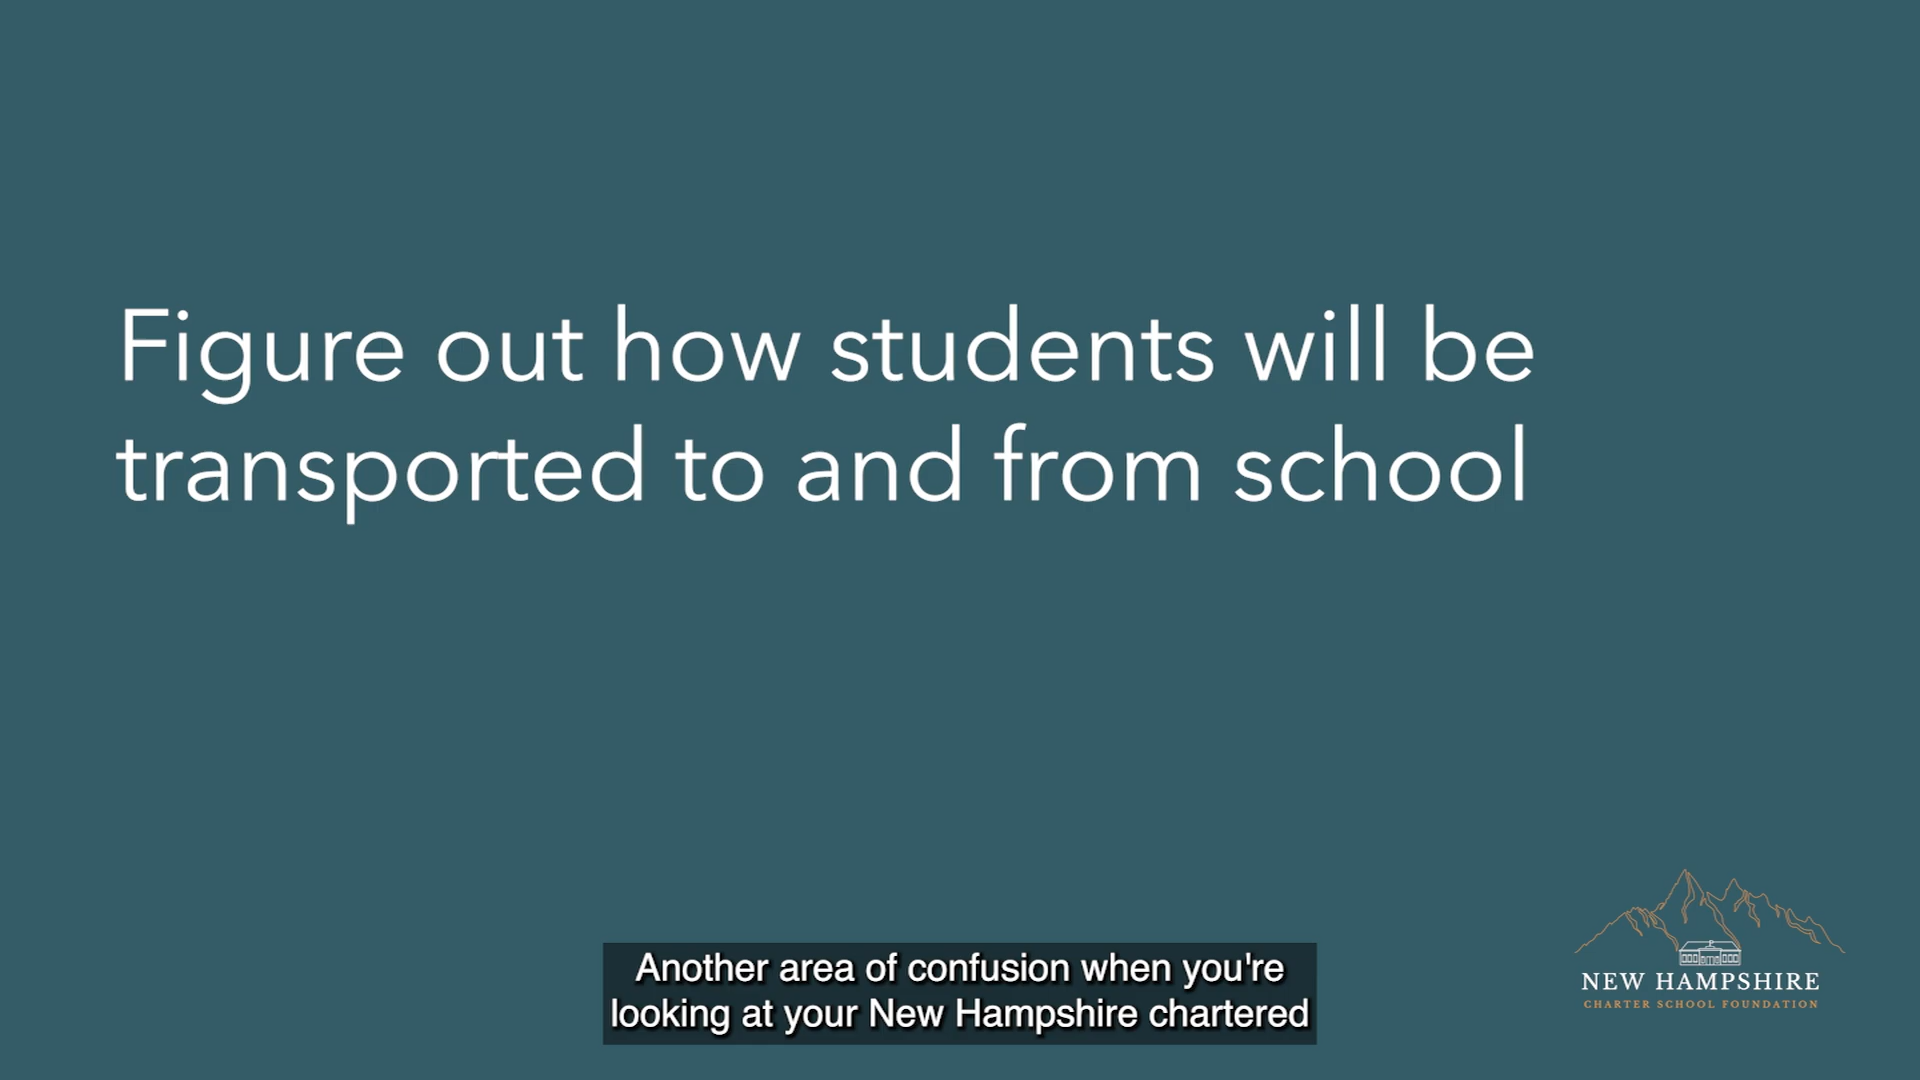 Figure out how students will be
transported to and from school
Another area of confusion when you're
looking at your New Hampshire chartered
NEW HAMPSHIRE
CHARTER SCHOOL FOUNDATION